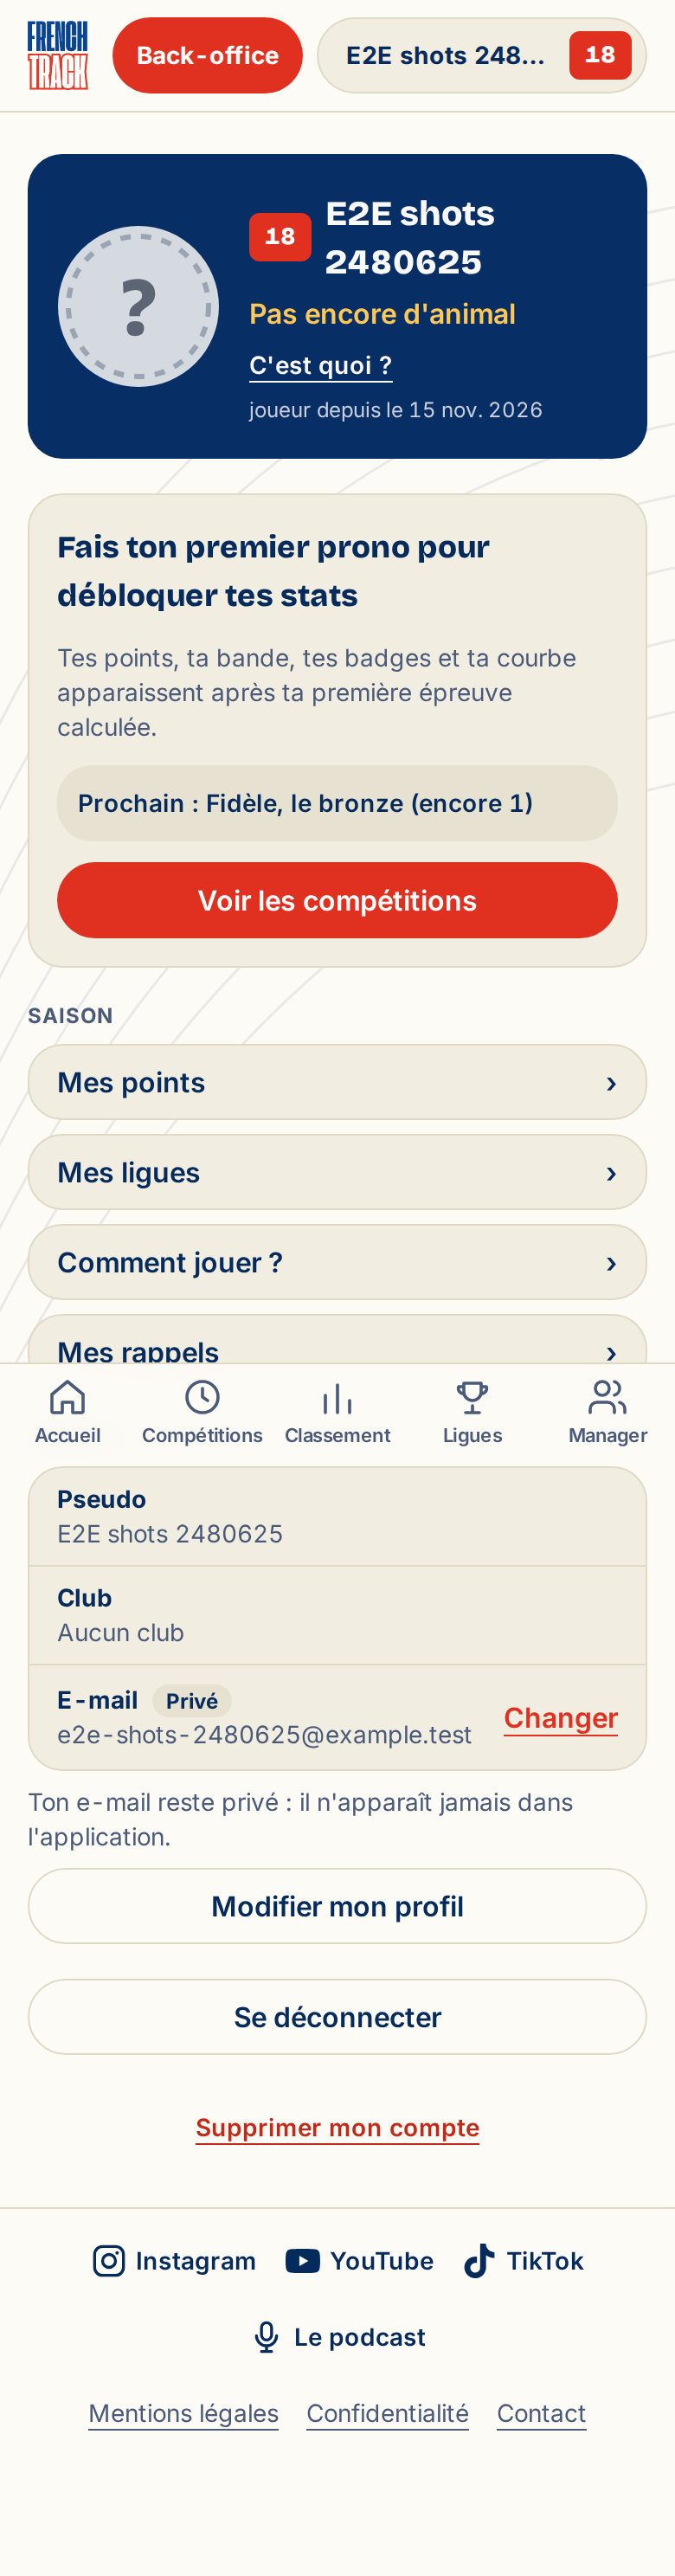 FRENCH
TRACK
Back-office
E2E shots 248...
18
18
E2E shots
2480625
?
Pas encore d'animal
C'est quoi ?
joueur depuis le 15 nov. 2026
Fais ton premier prono pour
débloquer tes stats
Tes points, ta bande, tes badges et ta courbe
apparaissent après ta première épreuve
calculée.
Prochain : Fidèle, le bronze (encore 1)
Voir les compétitions
SAISON
Mes points ›
Mes ligues ›
Comment jouer ? ›
Mes rappels ›
Accueil
Compétitions
Classement
Ligues
Manager
Pseudo
E2E shots 2480625
Club
Aucun club
E-mail Privé
e2e-shots-2480625@example.test
Changer
Ton e-mail reste privé : il n'apparaît jamais dans
l'application.
Modifier mon profil
Se déconnecter
Supprimer mon compte
Instagram
YouTube
TikTok
Le podcast
Mentions légales
Confidentialité
Contact